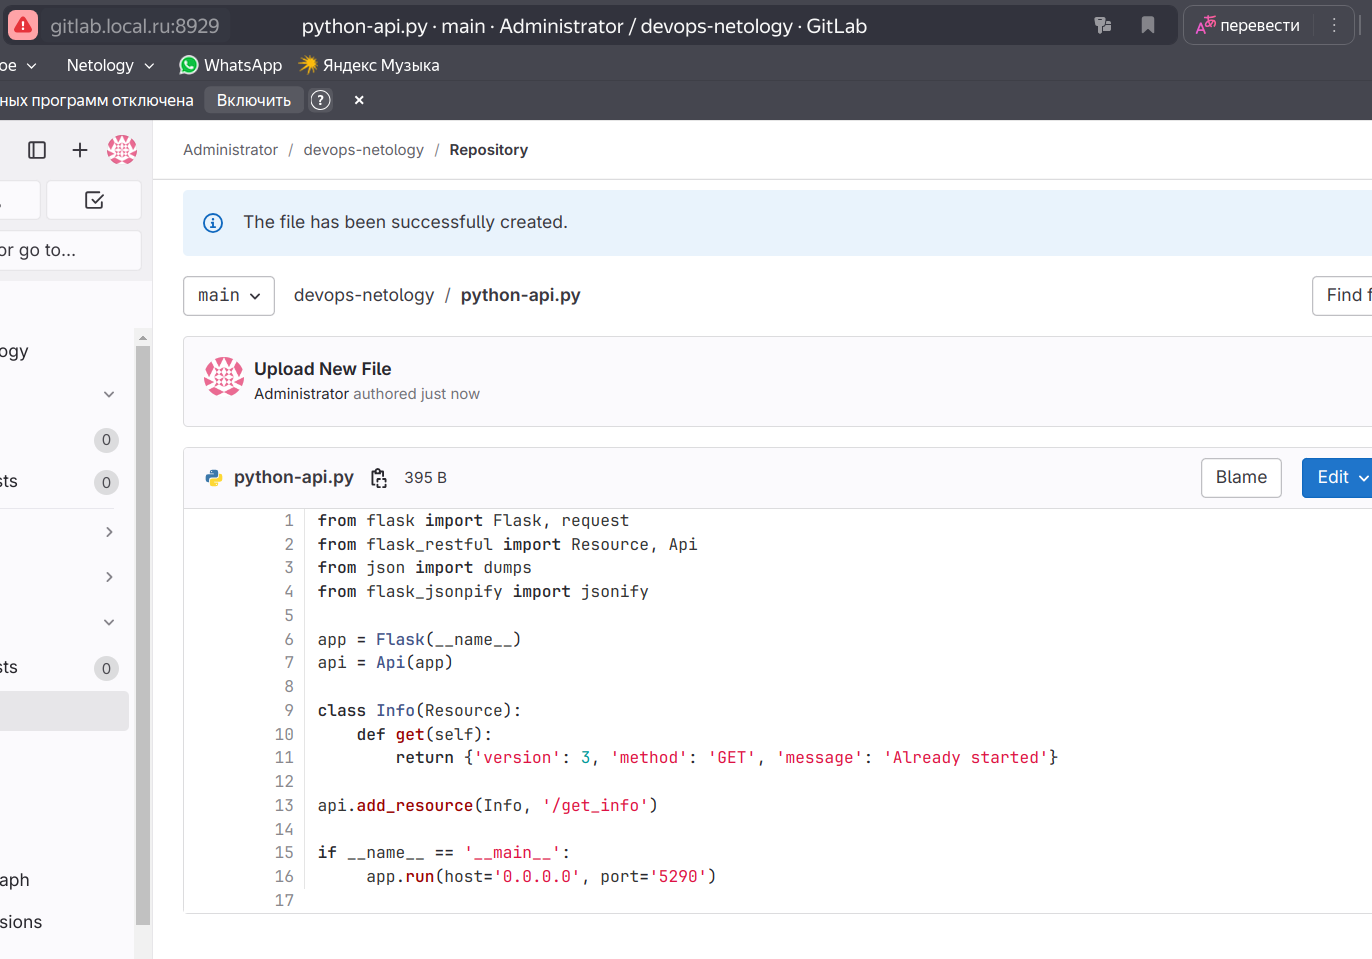 gitlab.local.ru:8929 python-api.py · main · Administrator / devops-netology · GitLab перевести
ое Netology WhatsApp Яндекс Музыка
ных программ отключена Включить ? ×
Administrator / devops-netology / Repository
The file has been successfully created.
or go to...
main devops-netology / python-api.py Find f
ogy
Upload New File
Administrator authored just now
0
sts 0
python-api.py 395 B Blame Edit
1 from flask import Flask, request
2 from flask_restful import Resource, Api
3 from json import dumps
4 from flask_jsonpify import jsonify
5
6 app = Flask(__name__)
7 api = Api(app)
8
9 class Info(Resource):
10     def get(self):
11         return {'version': 3, 'method': 'GET', 'message': 'Already started'}
12
13 api.add_resource(Info, '/get_info')
14
15 if __name__ == '__main__':
16      app.run(host='0.0.0.0', port='5290')
17
sts 0
aph
sions